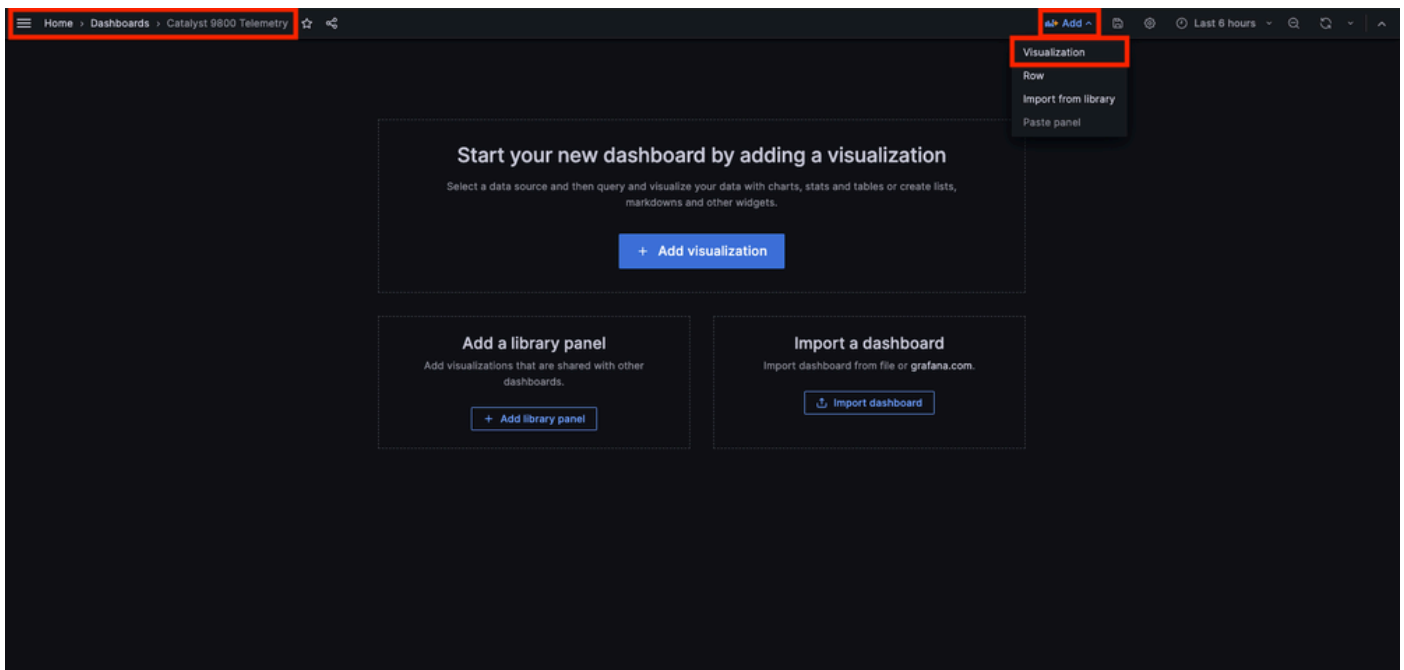 Home › Dashboards › Catalyst 9800 Telemetry
Add
Last 6 hours
Visualization
Row
Import from library
Paste panel
Start your new dashboard by adding a visualization
Select a data source and then query and visualize your data with charts, stats and tables or create lists,
markdowns and other widgets.
+ Add visualization
Add a library panel
Add visualizations that are shared with other
dashboards.
+ Add library panel
Import a dashboard
Import dashboard from file or grafana.com.
Import dashboard